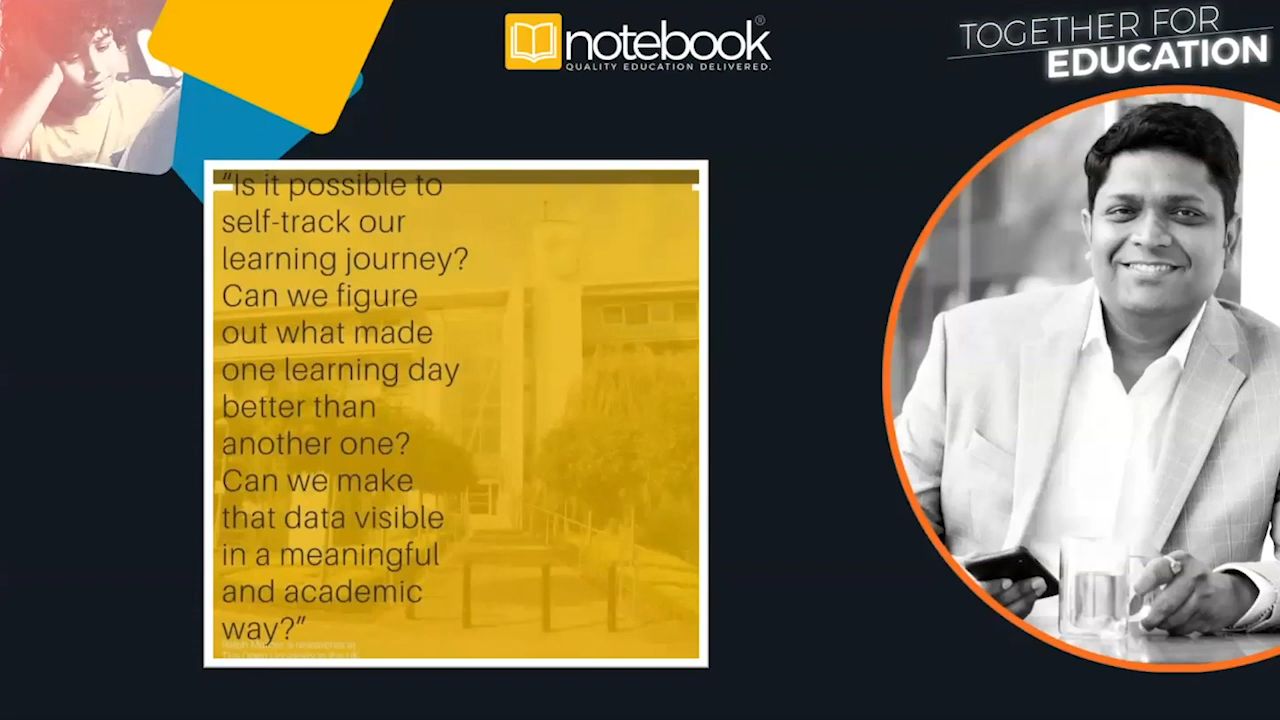 notebook®
QUALITY EDUCATION DELIVERED.
TOGETHER FOR
EDUCATION
“Is it possible to
self-track our
learning journey?
Can we figure
out what made
one learning day
better than
another one?
Can we make
that data visible
in a meaningful
and academic
way?”